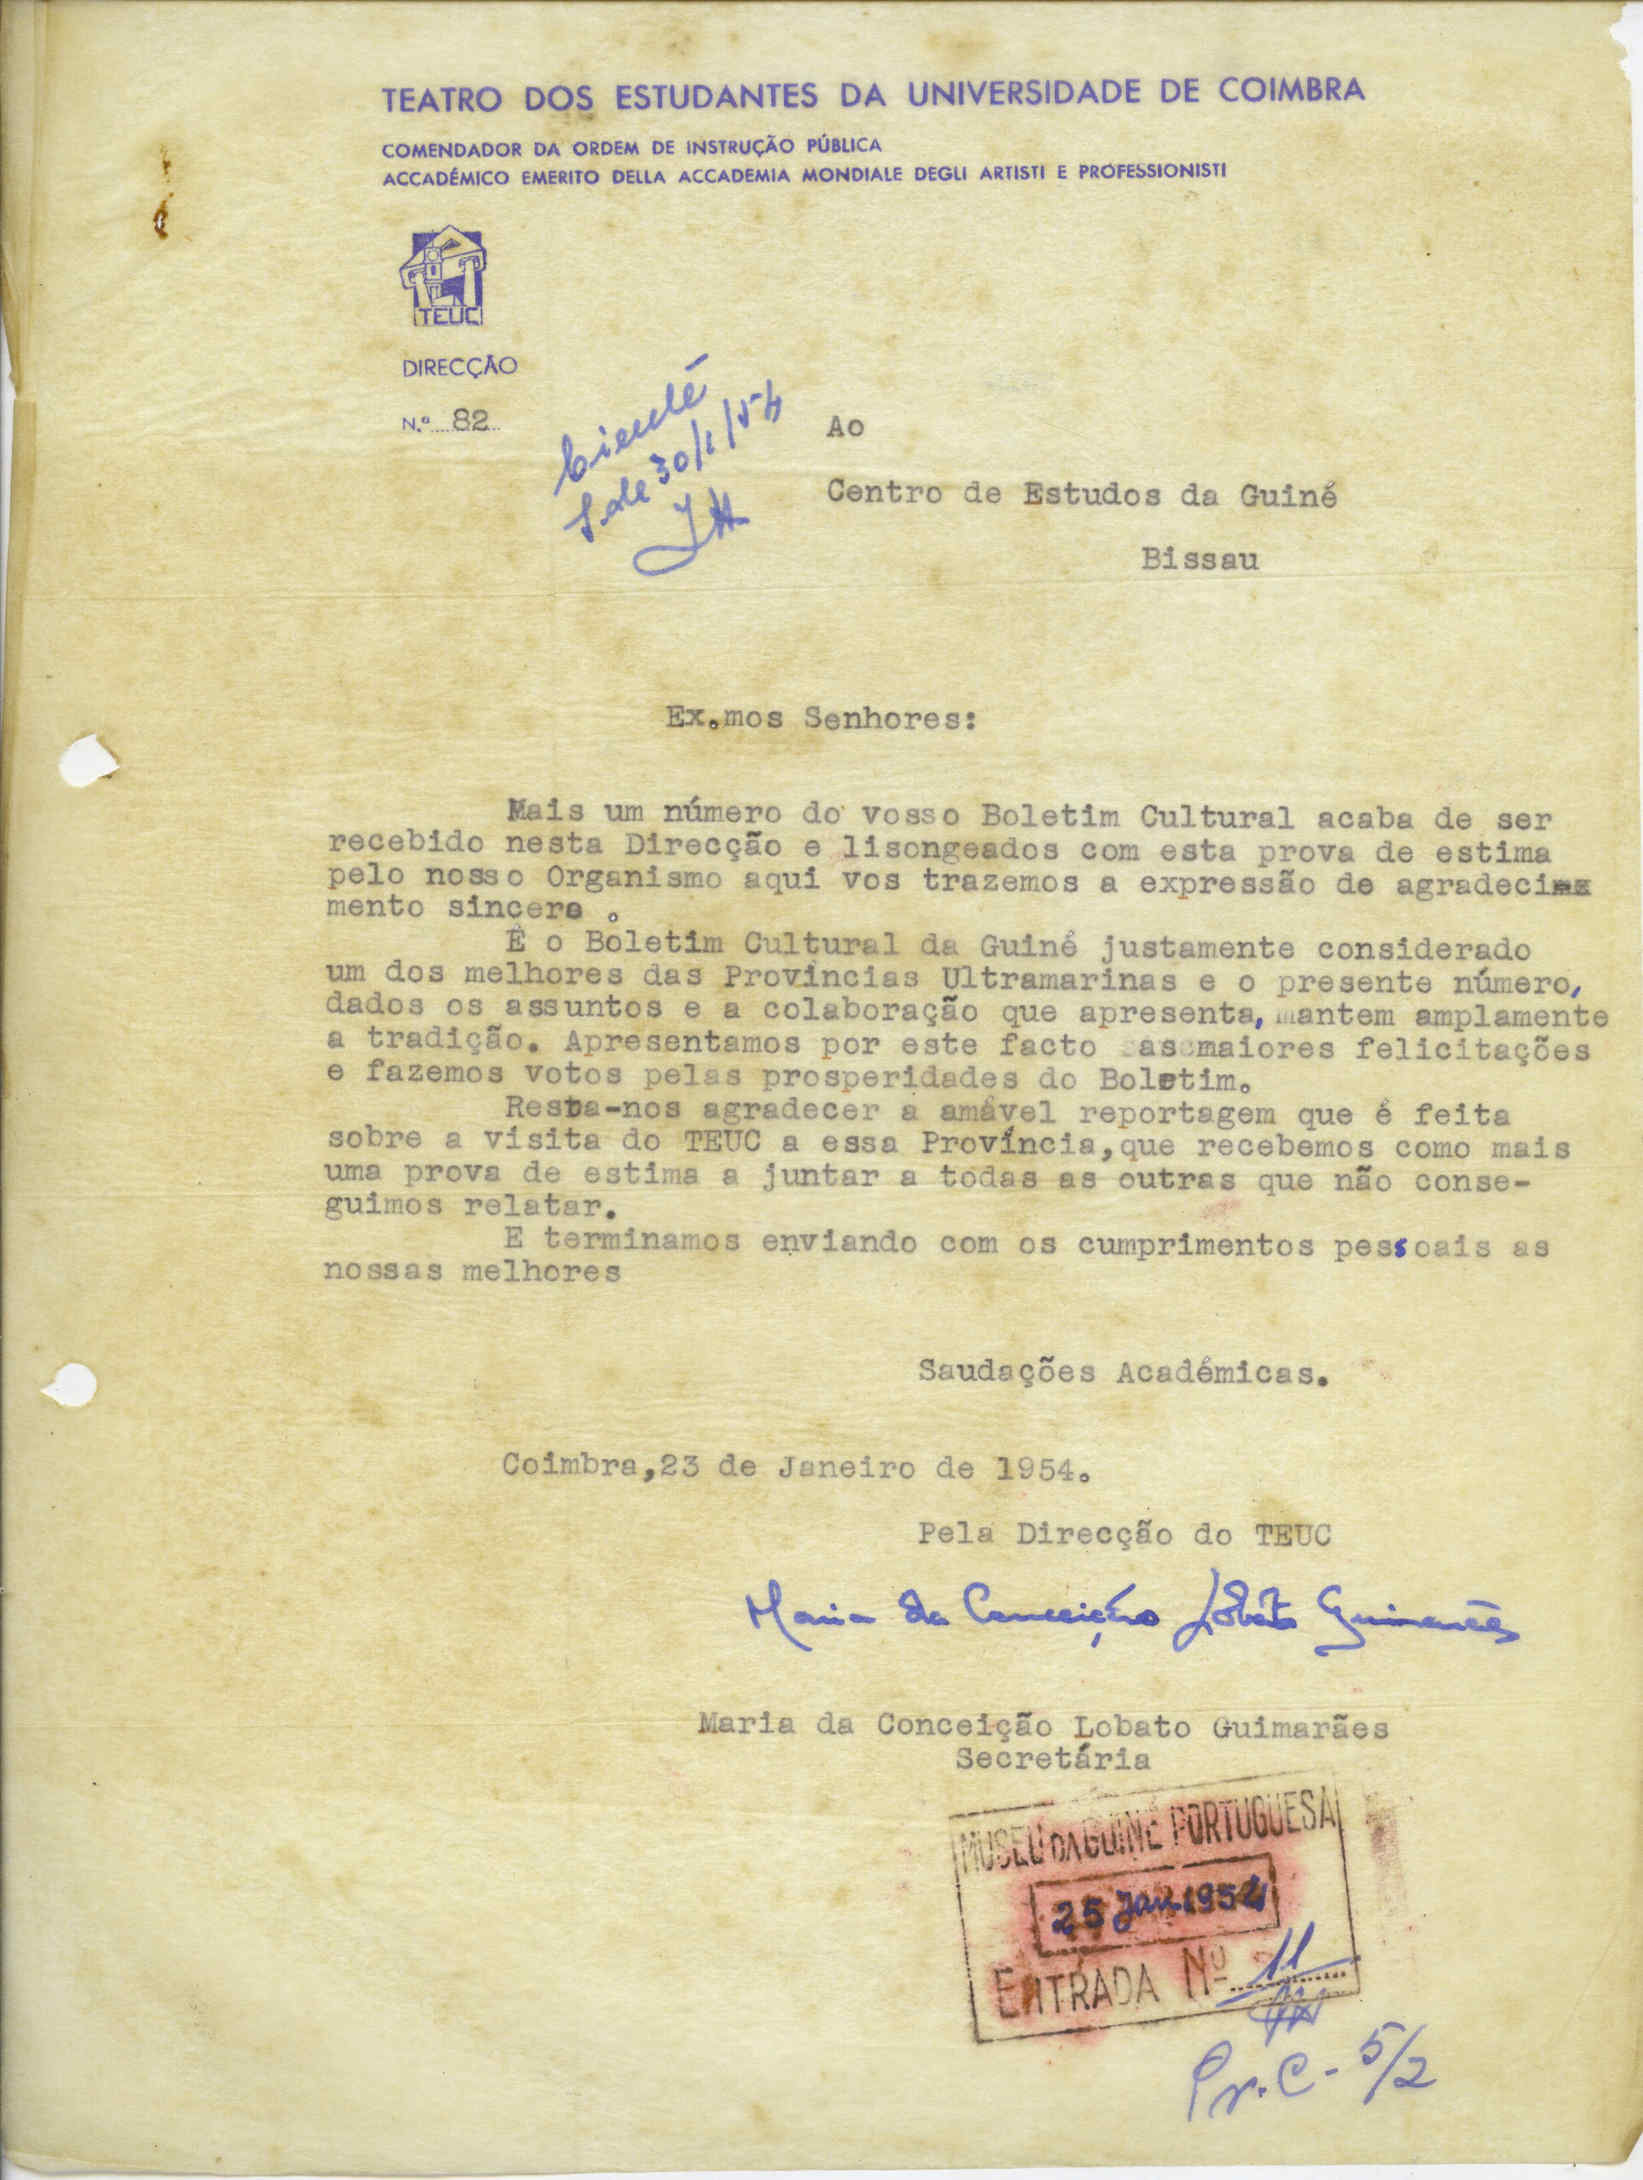 TEATRO DOS ESTUDANTES DA UNIVERSIDADE DE COIMBRA
COMENDADOR DA ORDEM DE INSTRUÇÃO PÚBLICA
ACCADÉMICO EMERITO DELLA ACCADEMIA MONDIALE DEGLI ARTISTI E PROFESSIONISTI
TEUC
DIRECÇÃO
N.º 82
30/1/54
Ao
Centro de Estudos da Guiné
Bissau
Ex.mos Senhores:
Mais um número do vosso Boletim Cultural acaba de ser
recebido nesta Direcção e lisongeados com esta prova de estima
pelo nosso Organismo aqui vos trazemos a expressão de agradeci
mento sincero .
É o Boletim Cultural da Guiné justamente considerado
um dos melhores das Províncias Ultramarinas e o presente número,
dados os assuntos e a colaboração que apresenta, mantem amplamente
a tradição. Apresentamos por este facto as maiores felicitações
e fazemos votos pelas prosperidades do Boletim.
Resta-nos agradecer a amável reportagem que é feita
sobre a visita do TEUC a essa Província,que recebemos como mais
uma prova de estima a juntar a todas as outras que não conse-
guimos relatar.
E terminamos enviando com os cumprimentos pessoais as
nossas melhores
Saudações Académicas.
Coimbra,23 de Janeiro de 1954.
Pela Direcção do TEUC
Maria da Conceição Lobato Guimarães
Maria da Conceição Lobato Guimarães
Secretária
MUSEU DA GUINÉ PORTUGUESA
25 Jan. 1954
ENTRADA Nº 11
Pr. C - 5/2